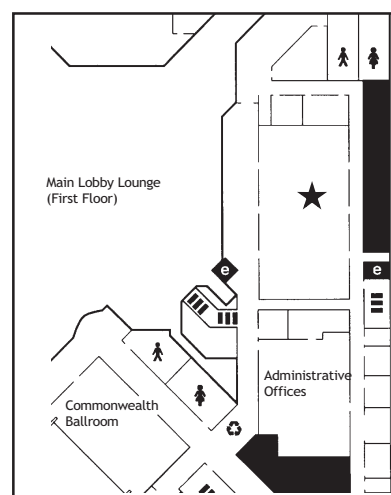 Main Lobby Lounge
(First Floor)
e
e
Administrative
Offices
Commonwealth
Ballroom